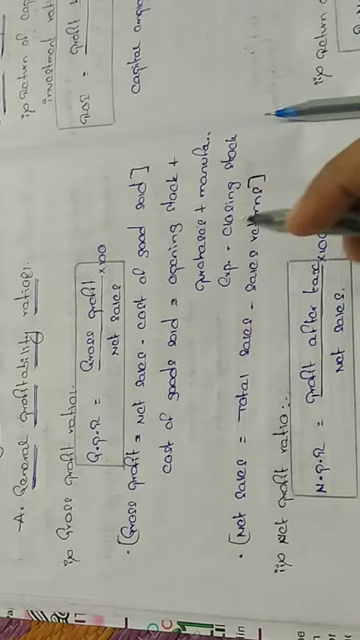 A. General profitability ratios:
i) Gross profit ratio:
G.P.R = Gross profit / Net sales ×100
[Gross profit = Net sales - cost of good sold]
cost of goods sold = opening stock +
purchases + manufa.
Exp. - closing stock
[Net sales = Total sales - sales returns]
ii) Net profit ratio:-
N.P.R = profit after tax / Net sales. ×100
i) Return of cap
investment rat
ROI = profit
capital emp
ii) Return o